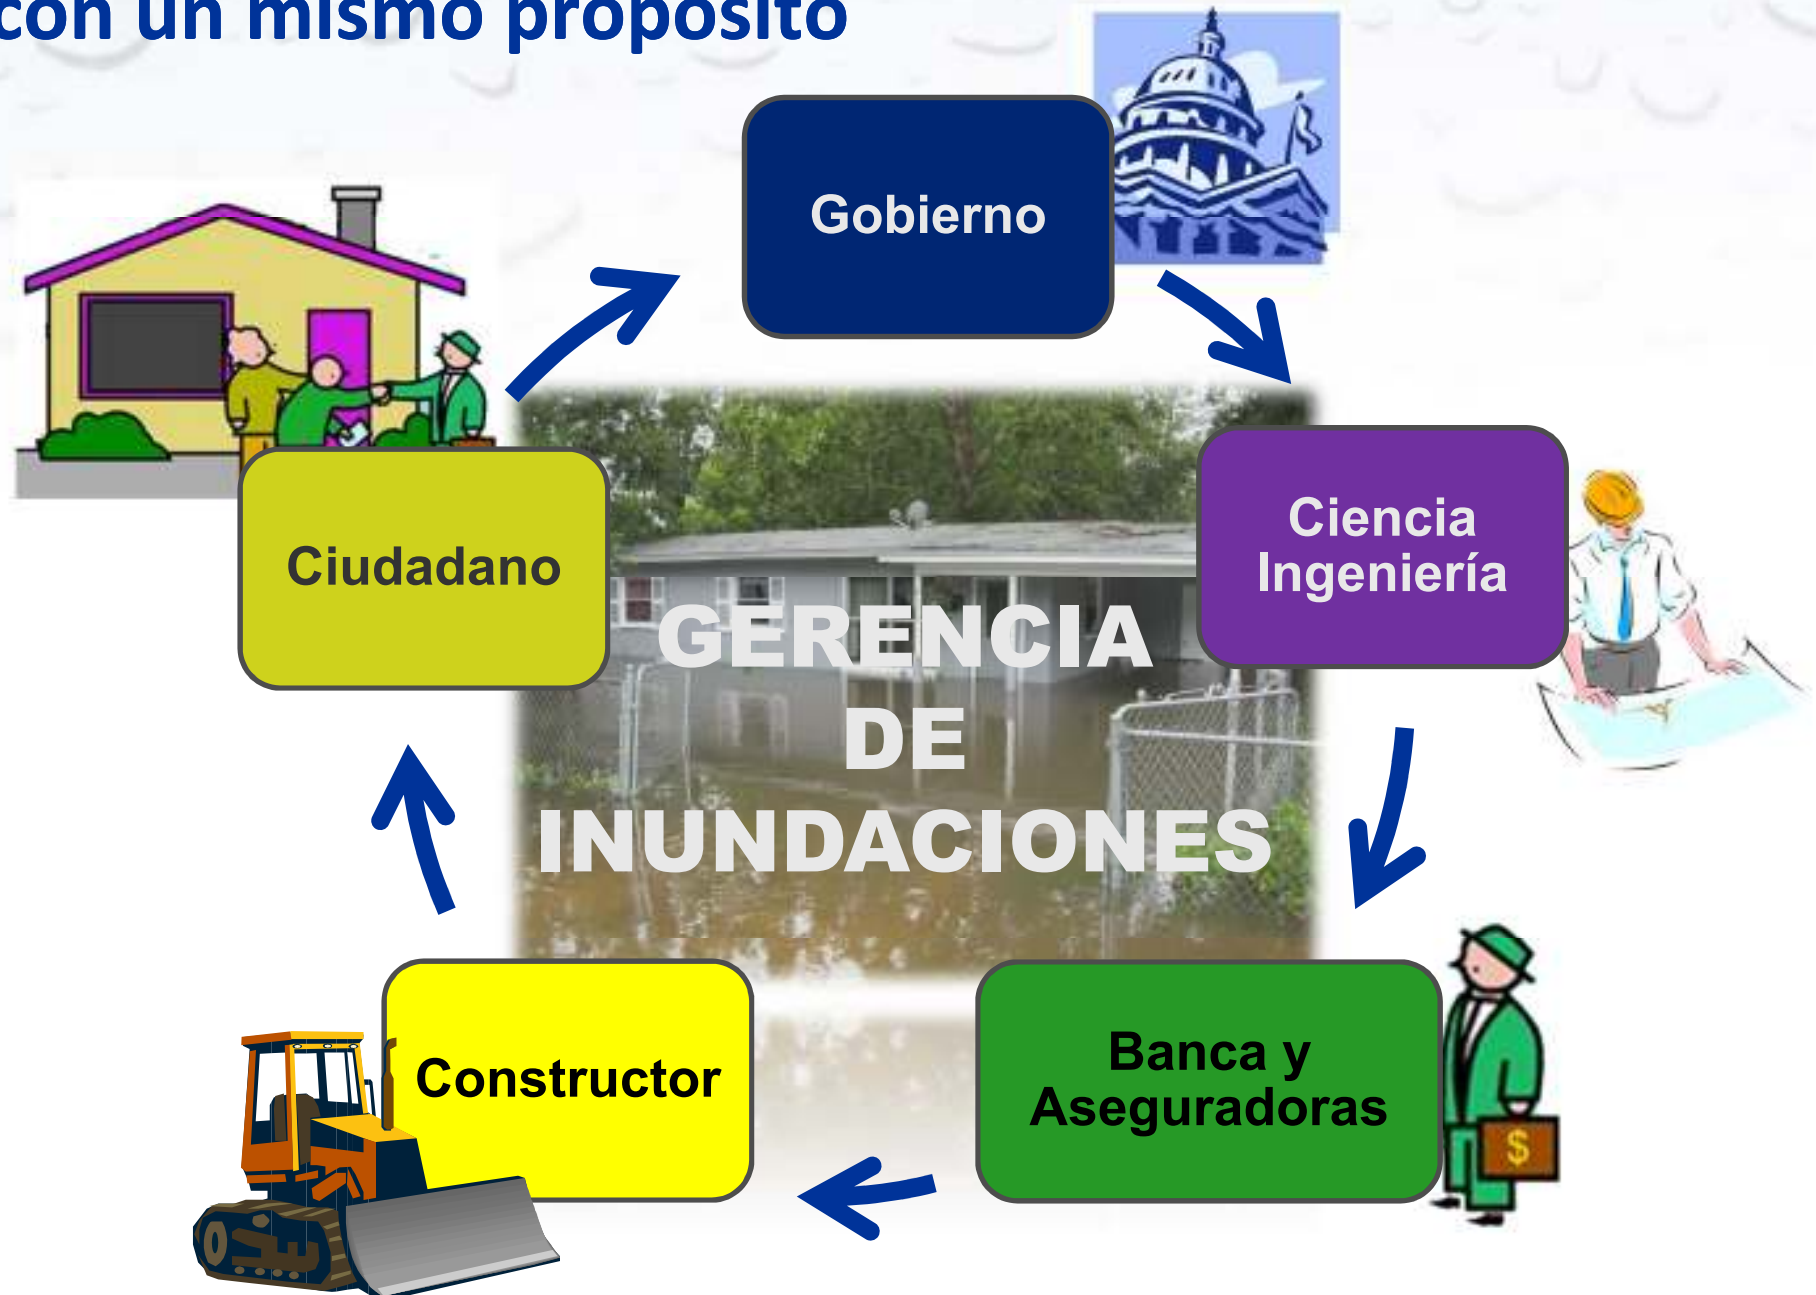 con un mismo propósito
Gobierno
Ciudadano
Ciencia
Ingeniería
GERENCIA
DE
INUNDACIONES
Constructor
Banca y
Aseguradoras
$